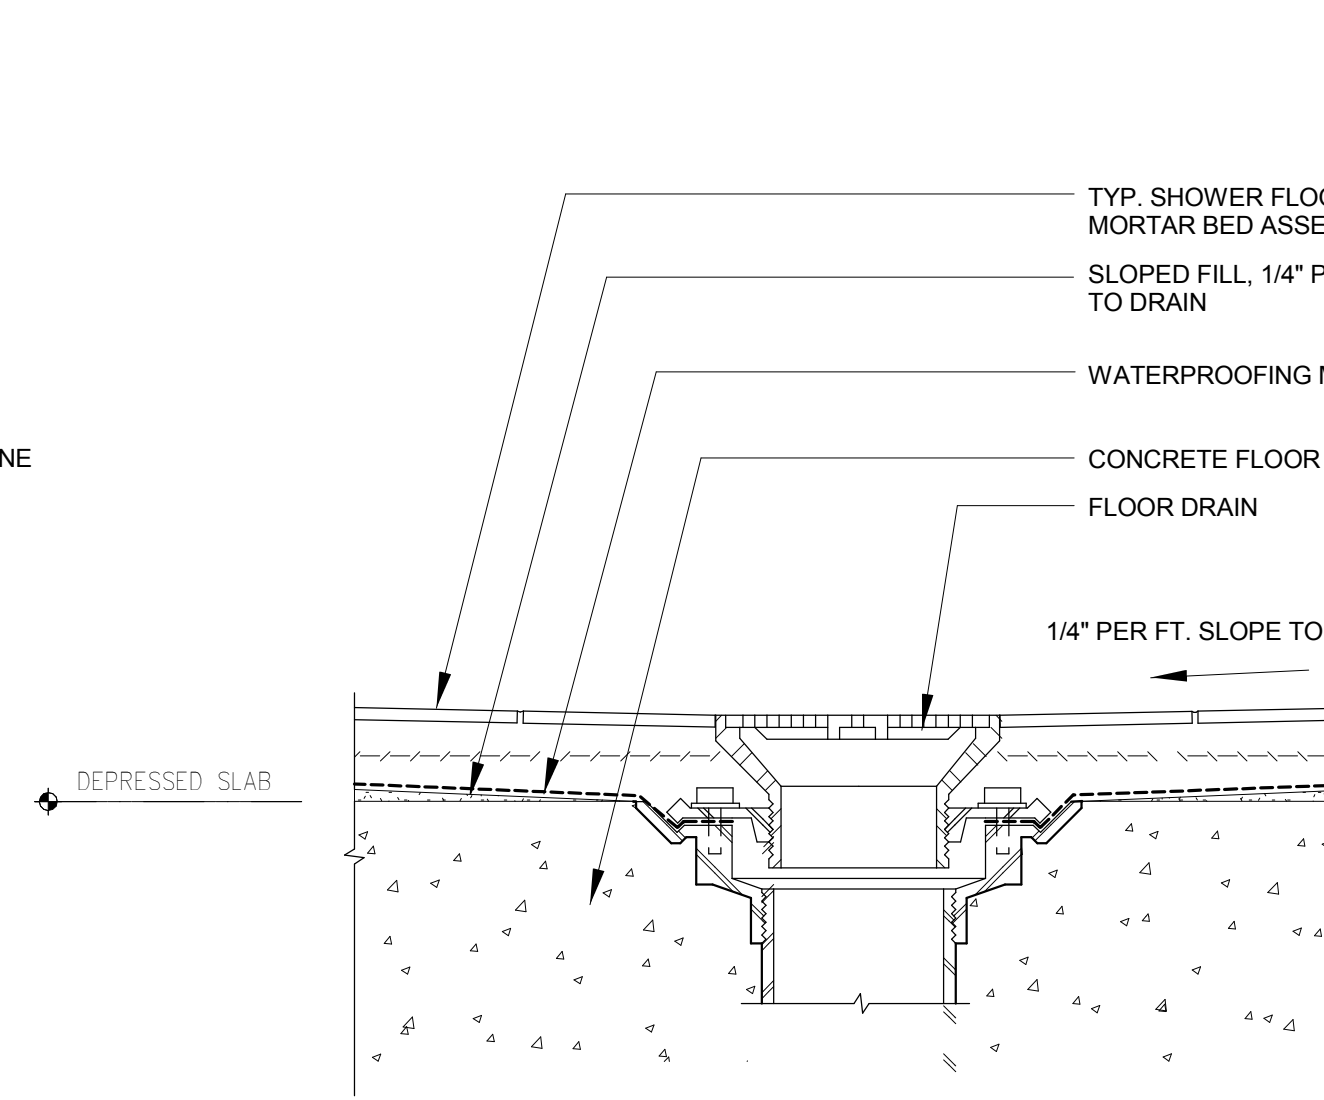 TYP. SHOWER FLOO
MORTAR BED ASSE
SLOPED FILL, 1/4" P
TO DRAIN
WATERPROOFING M
NE
CONCRETE FLOOR
FLOOR DRAIN
1/4" PER FT. SLOPE TO
DEPRESSED SLAB